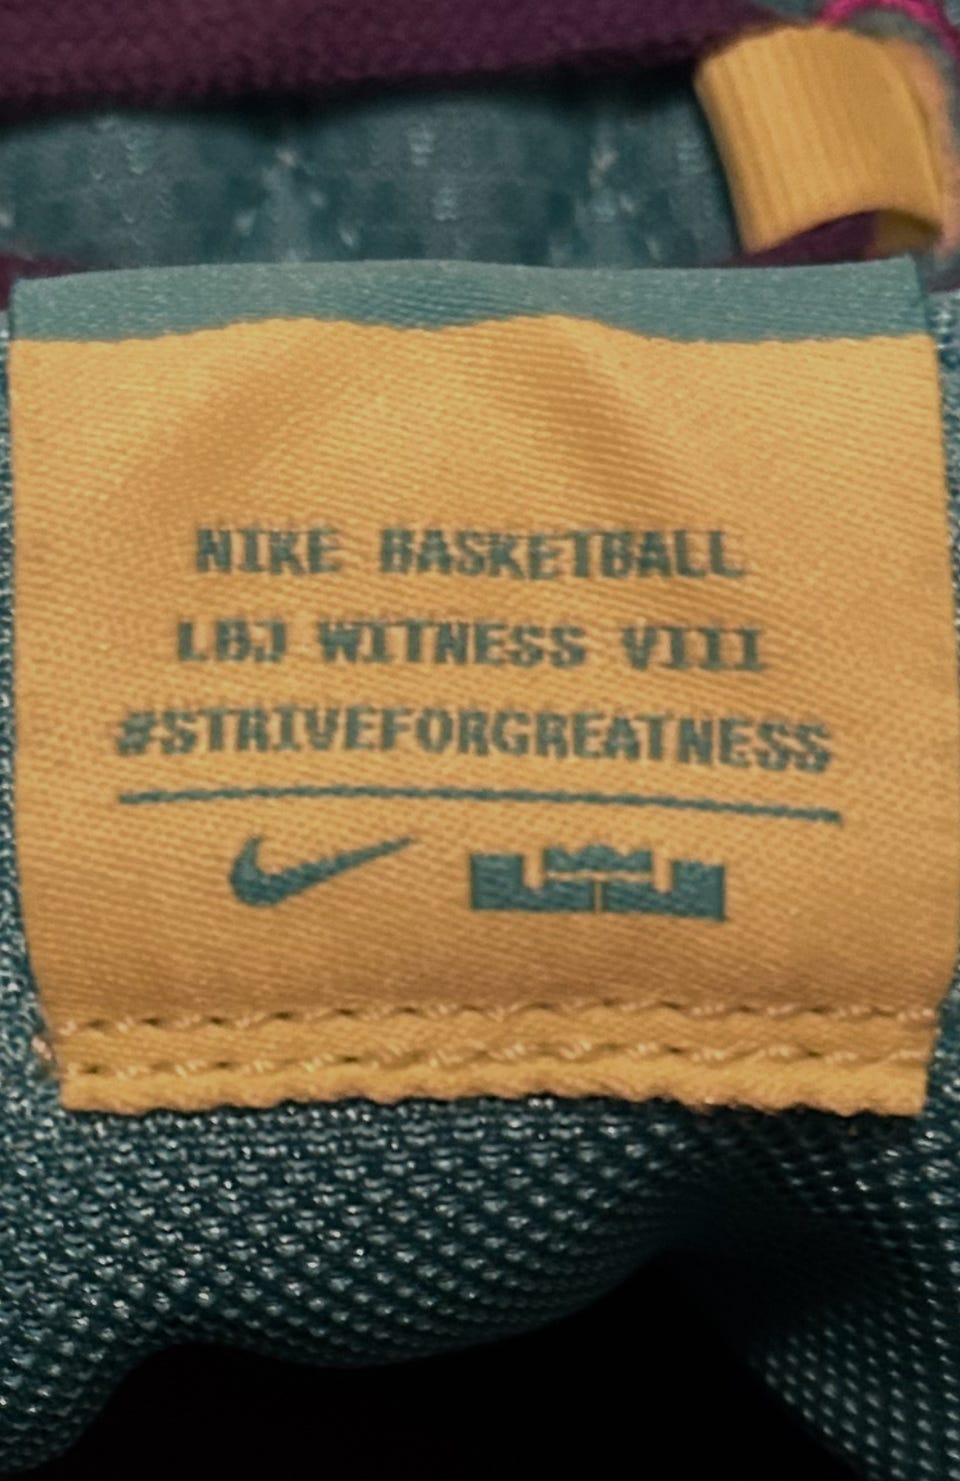 NIKE BASKETBALL
LBJ WITNESS VIII
#STRIVEFORGREATNESS